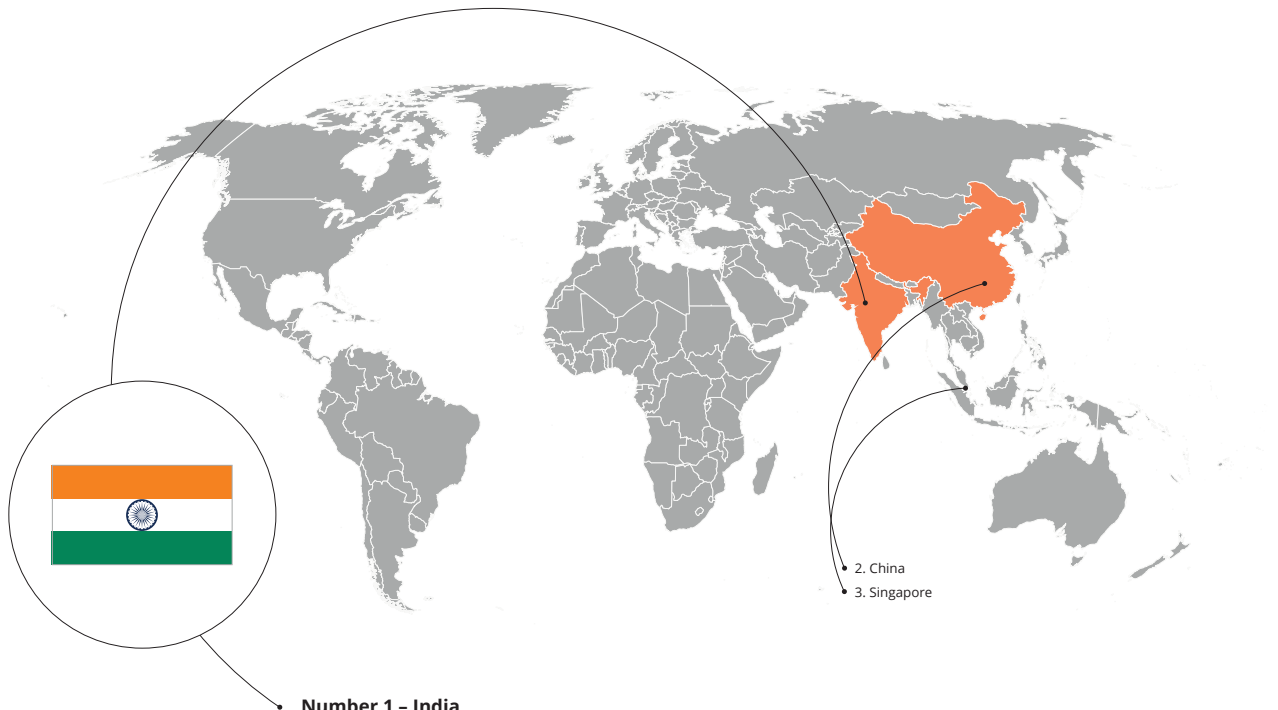 2. China
3. Singapore
Number 1 – India